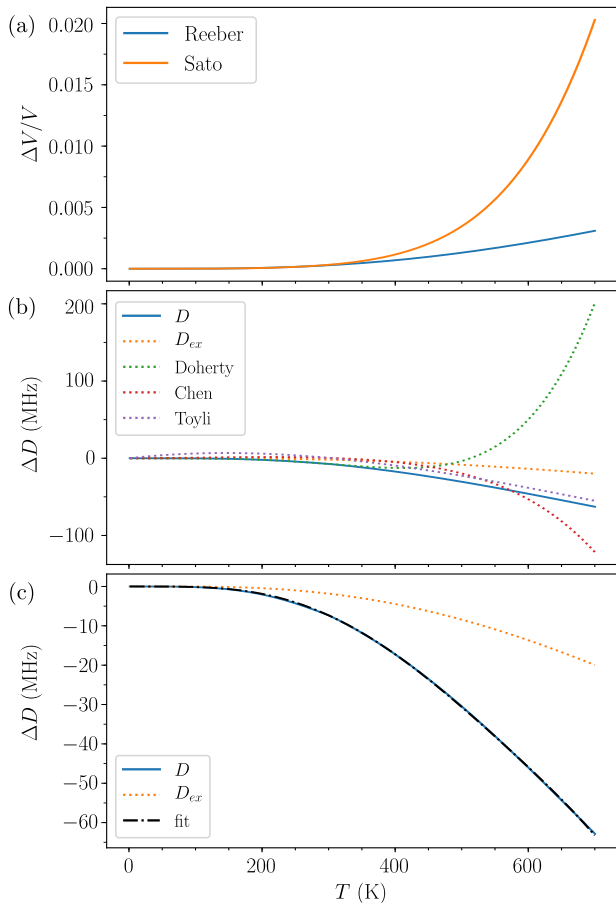 (a)
0.020
0.015
0.010
0.005
0.000
ΔV/V
Reeber
Sato
(b)
200
100
0
−100
ΔD (MHz)
D
D_ex
Doherty
Chen
Toyli
(c)
0
−10
−20
−30
−40
−50
−60
ΔD (MHz)
D
D_ex
fit
0 200 400 600
T (K)